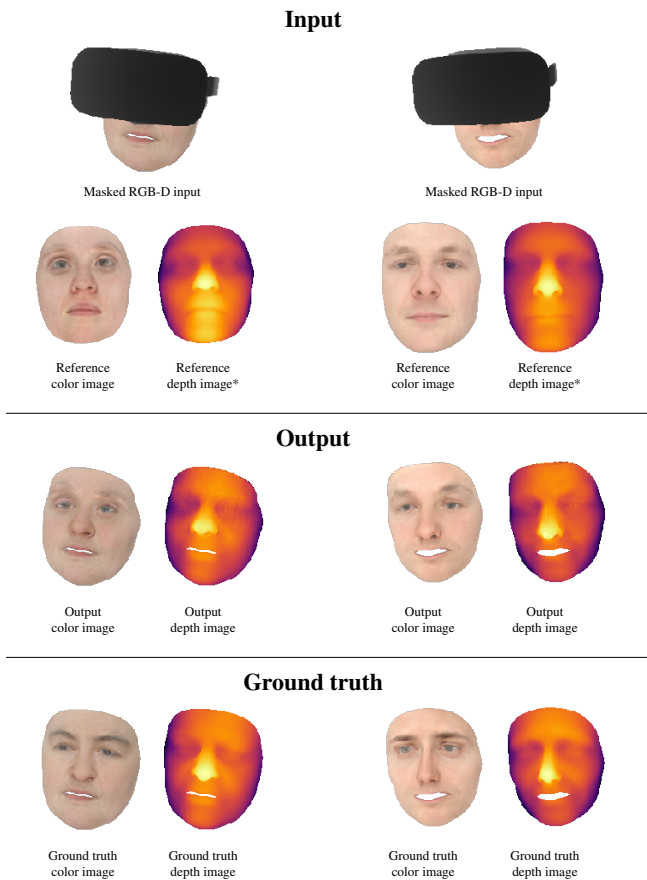 Input
Masked RGB-D input
Masked RGB-D input
Reference
color image
Reference
depth image*
Reference
color image
Reference
depth image*
Output
Output
color image
Output
depth image
Output
color image
Output
depth image
Ground truth
Ground truth
color image
Ground truth
depth image
Ground truth
color image
Ground truth
depth image